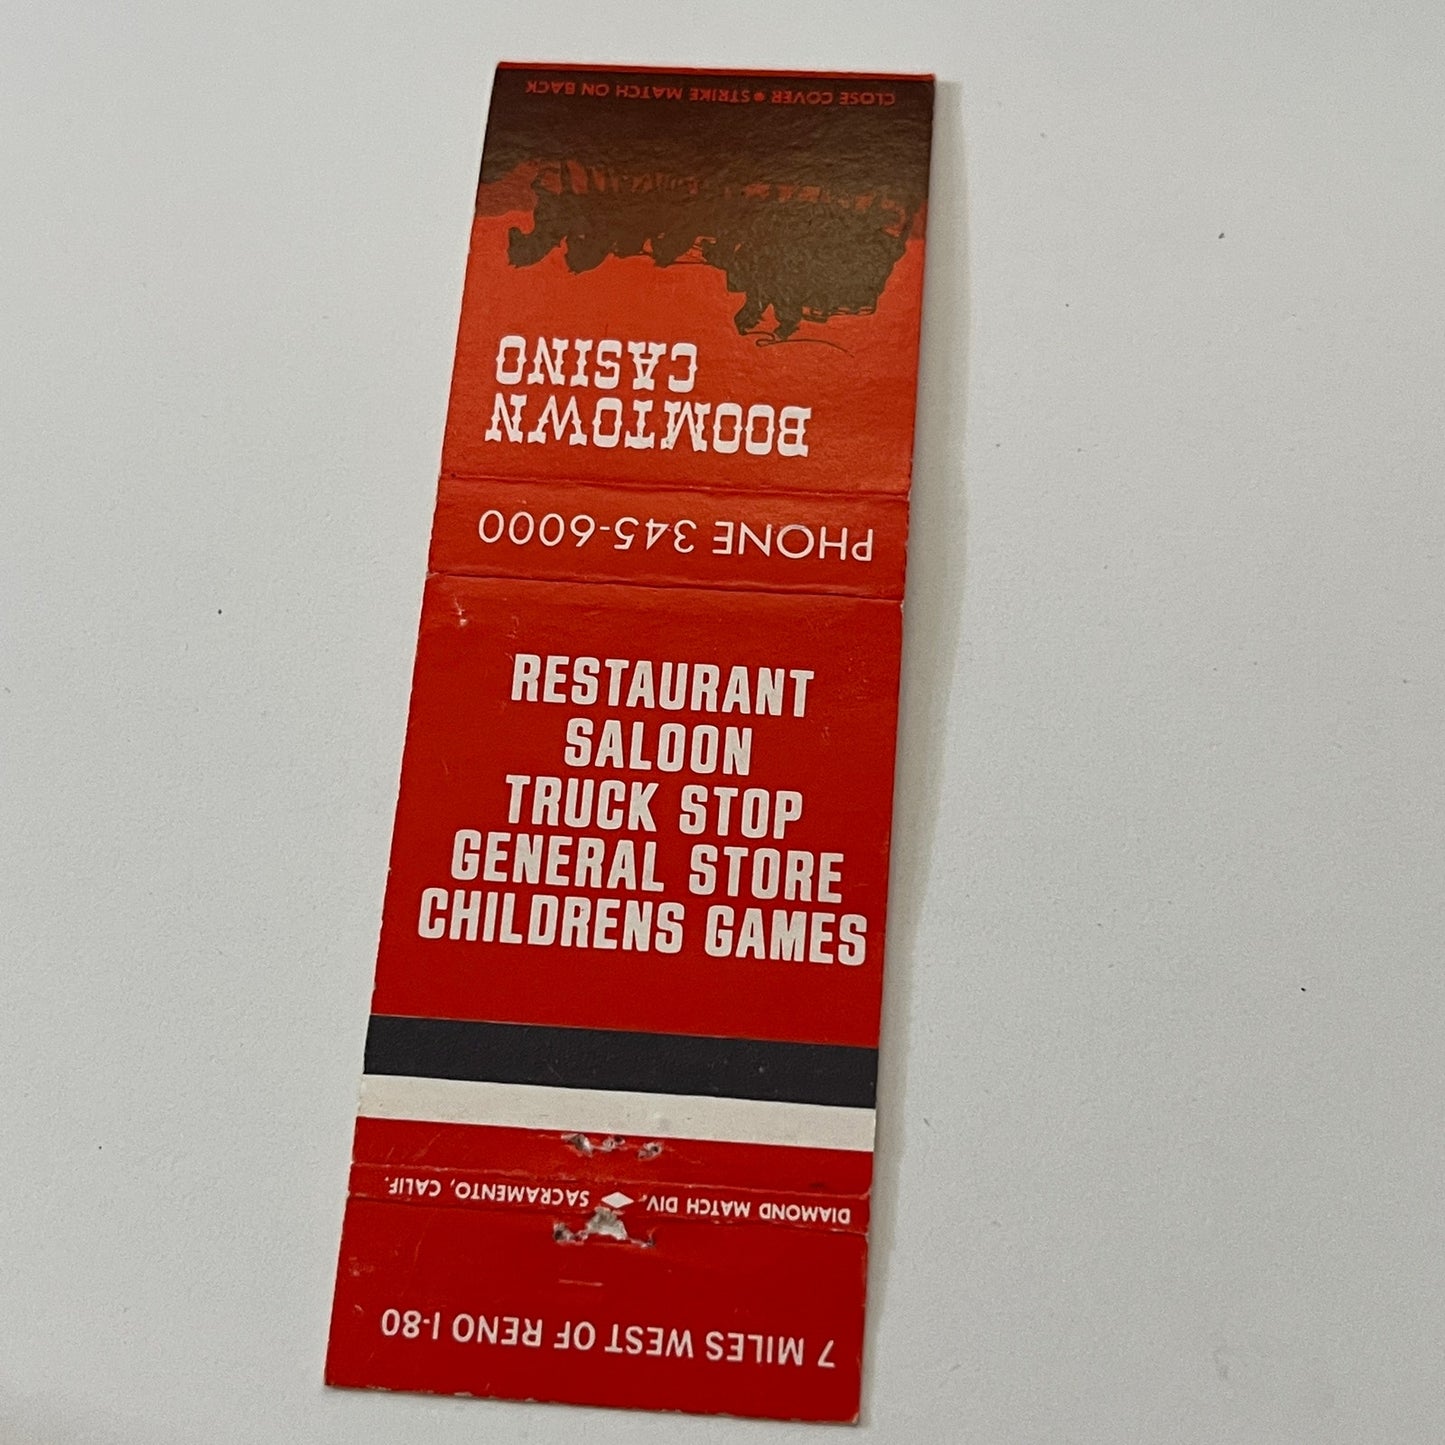 CLOSE COVER * STRIKE MATCH ON BACK
BOOMTOWN
CASINO
PHONE 345-6000
RESTAURANT
SALOON
TRUCK STOP
GENERAL STORE
CHILDRENS GAMES
DIAMOND MATCH DIV. SACRAMENTO, CALIF.
7 MILES WEST OF RENO I-80